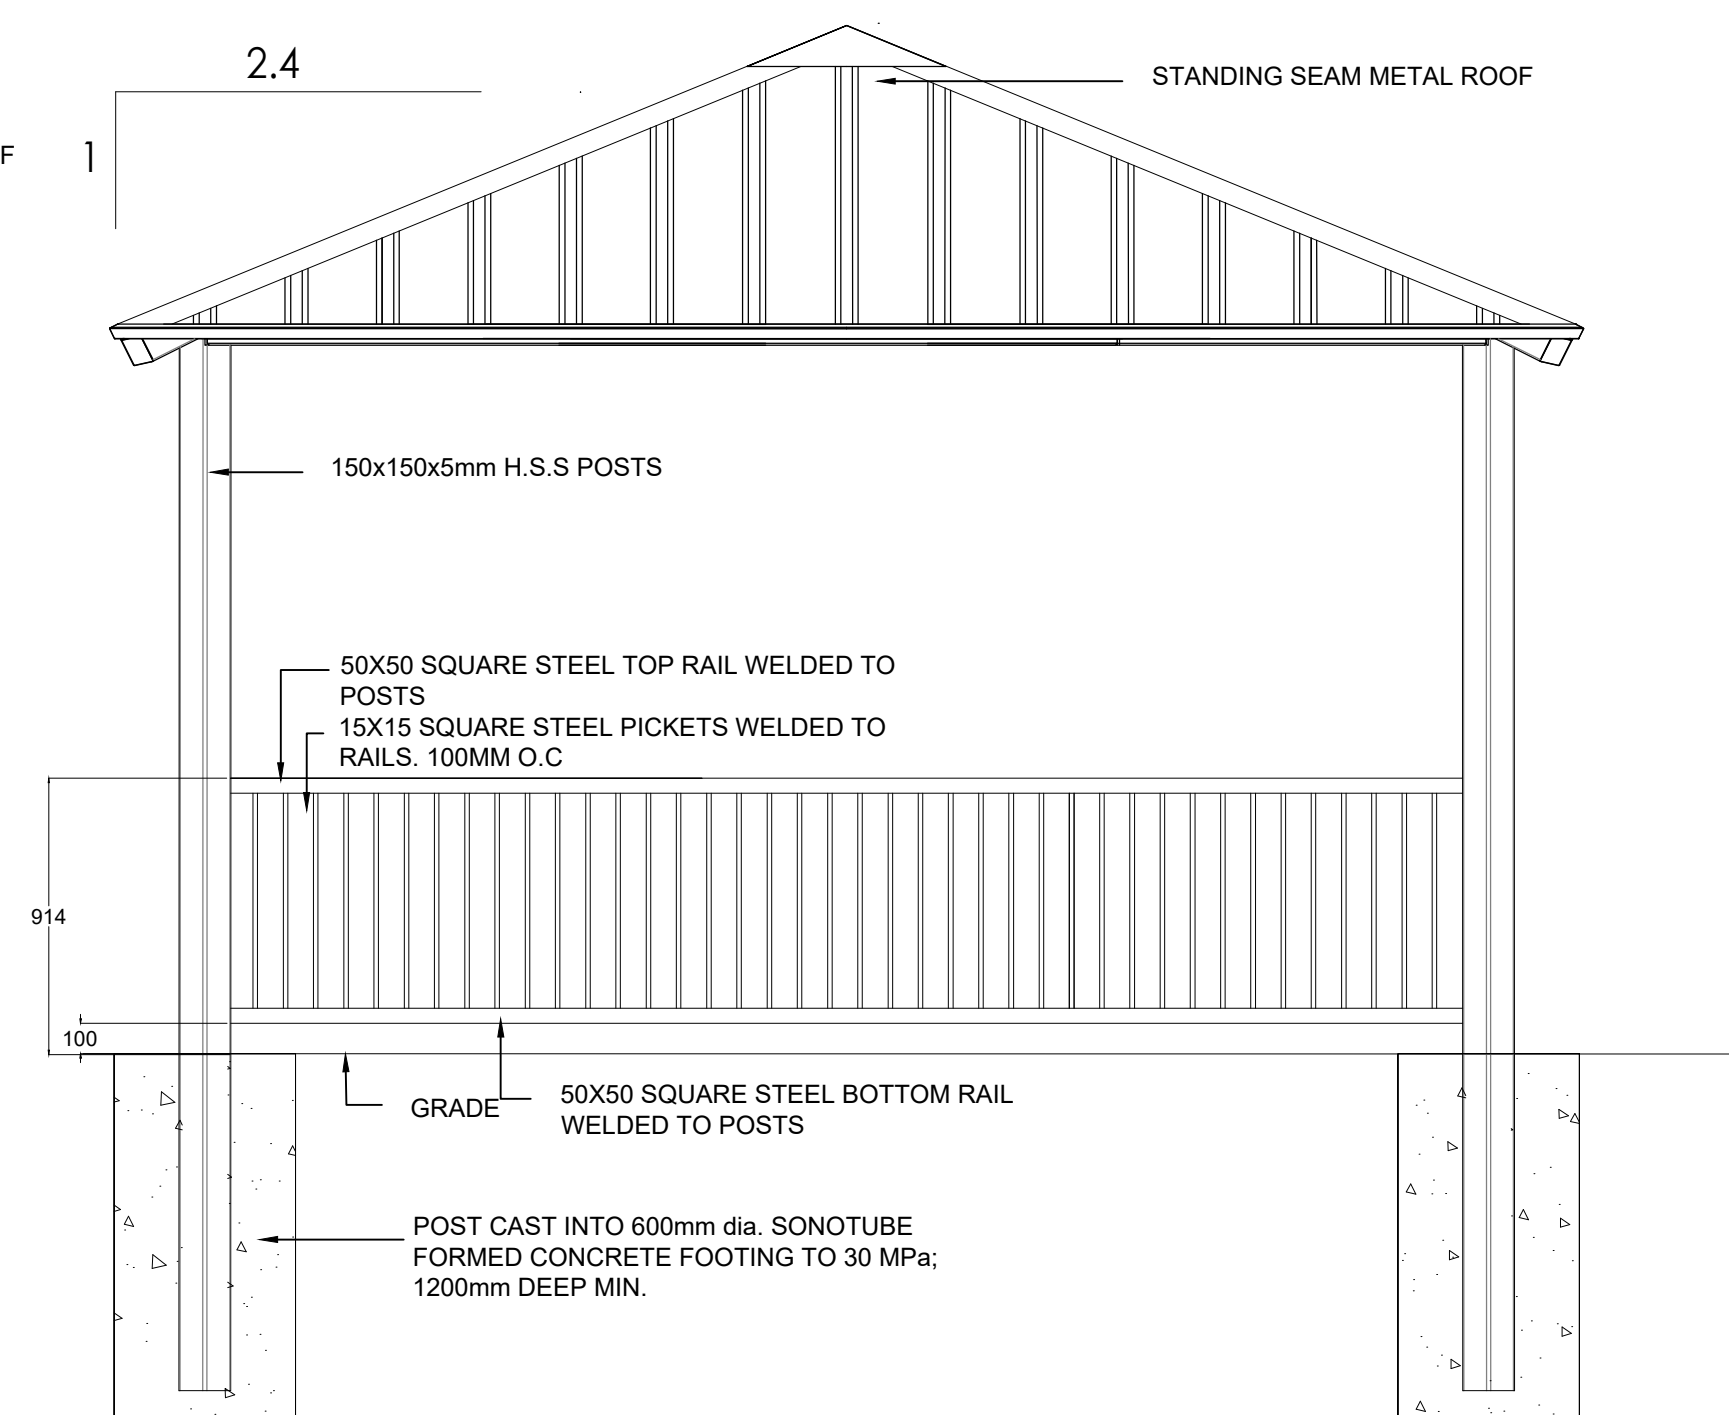 2.4
STANDING SEAM METAL ROOF
F
1
150x150x5mm H.S.S POSTS
50X50 SQUARE STEEL TOP RAIL WELDED TO
POSTS
15X15 SQUARE STEEL PICKETS WELDED TO
RAILS. 100MM O.C
914
100
GRADE
50X50 SQUARE STEEL BOTTOM RAIL
WELDED TO POSTS
POST CAST INTO 600mm dia. SONOTUBE
FORMED CONCRETE FOOTING TO 30 MPa;
1200mm DEEP MIN.